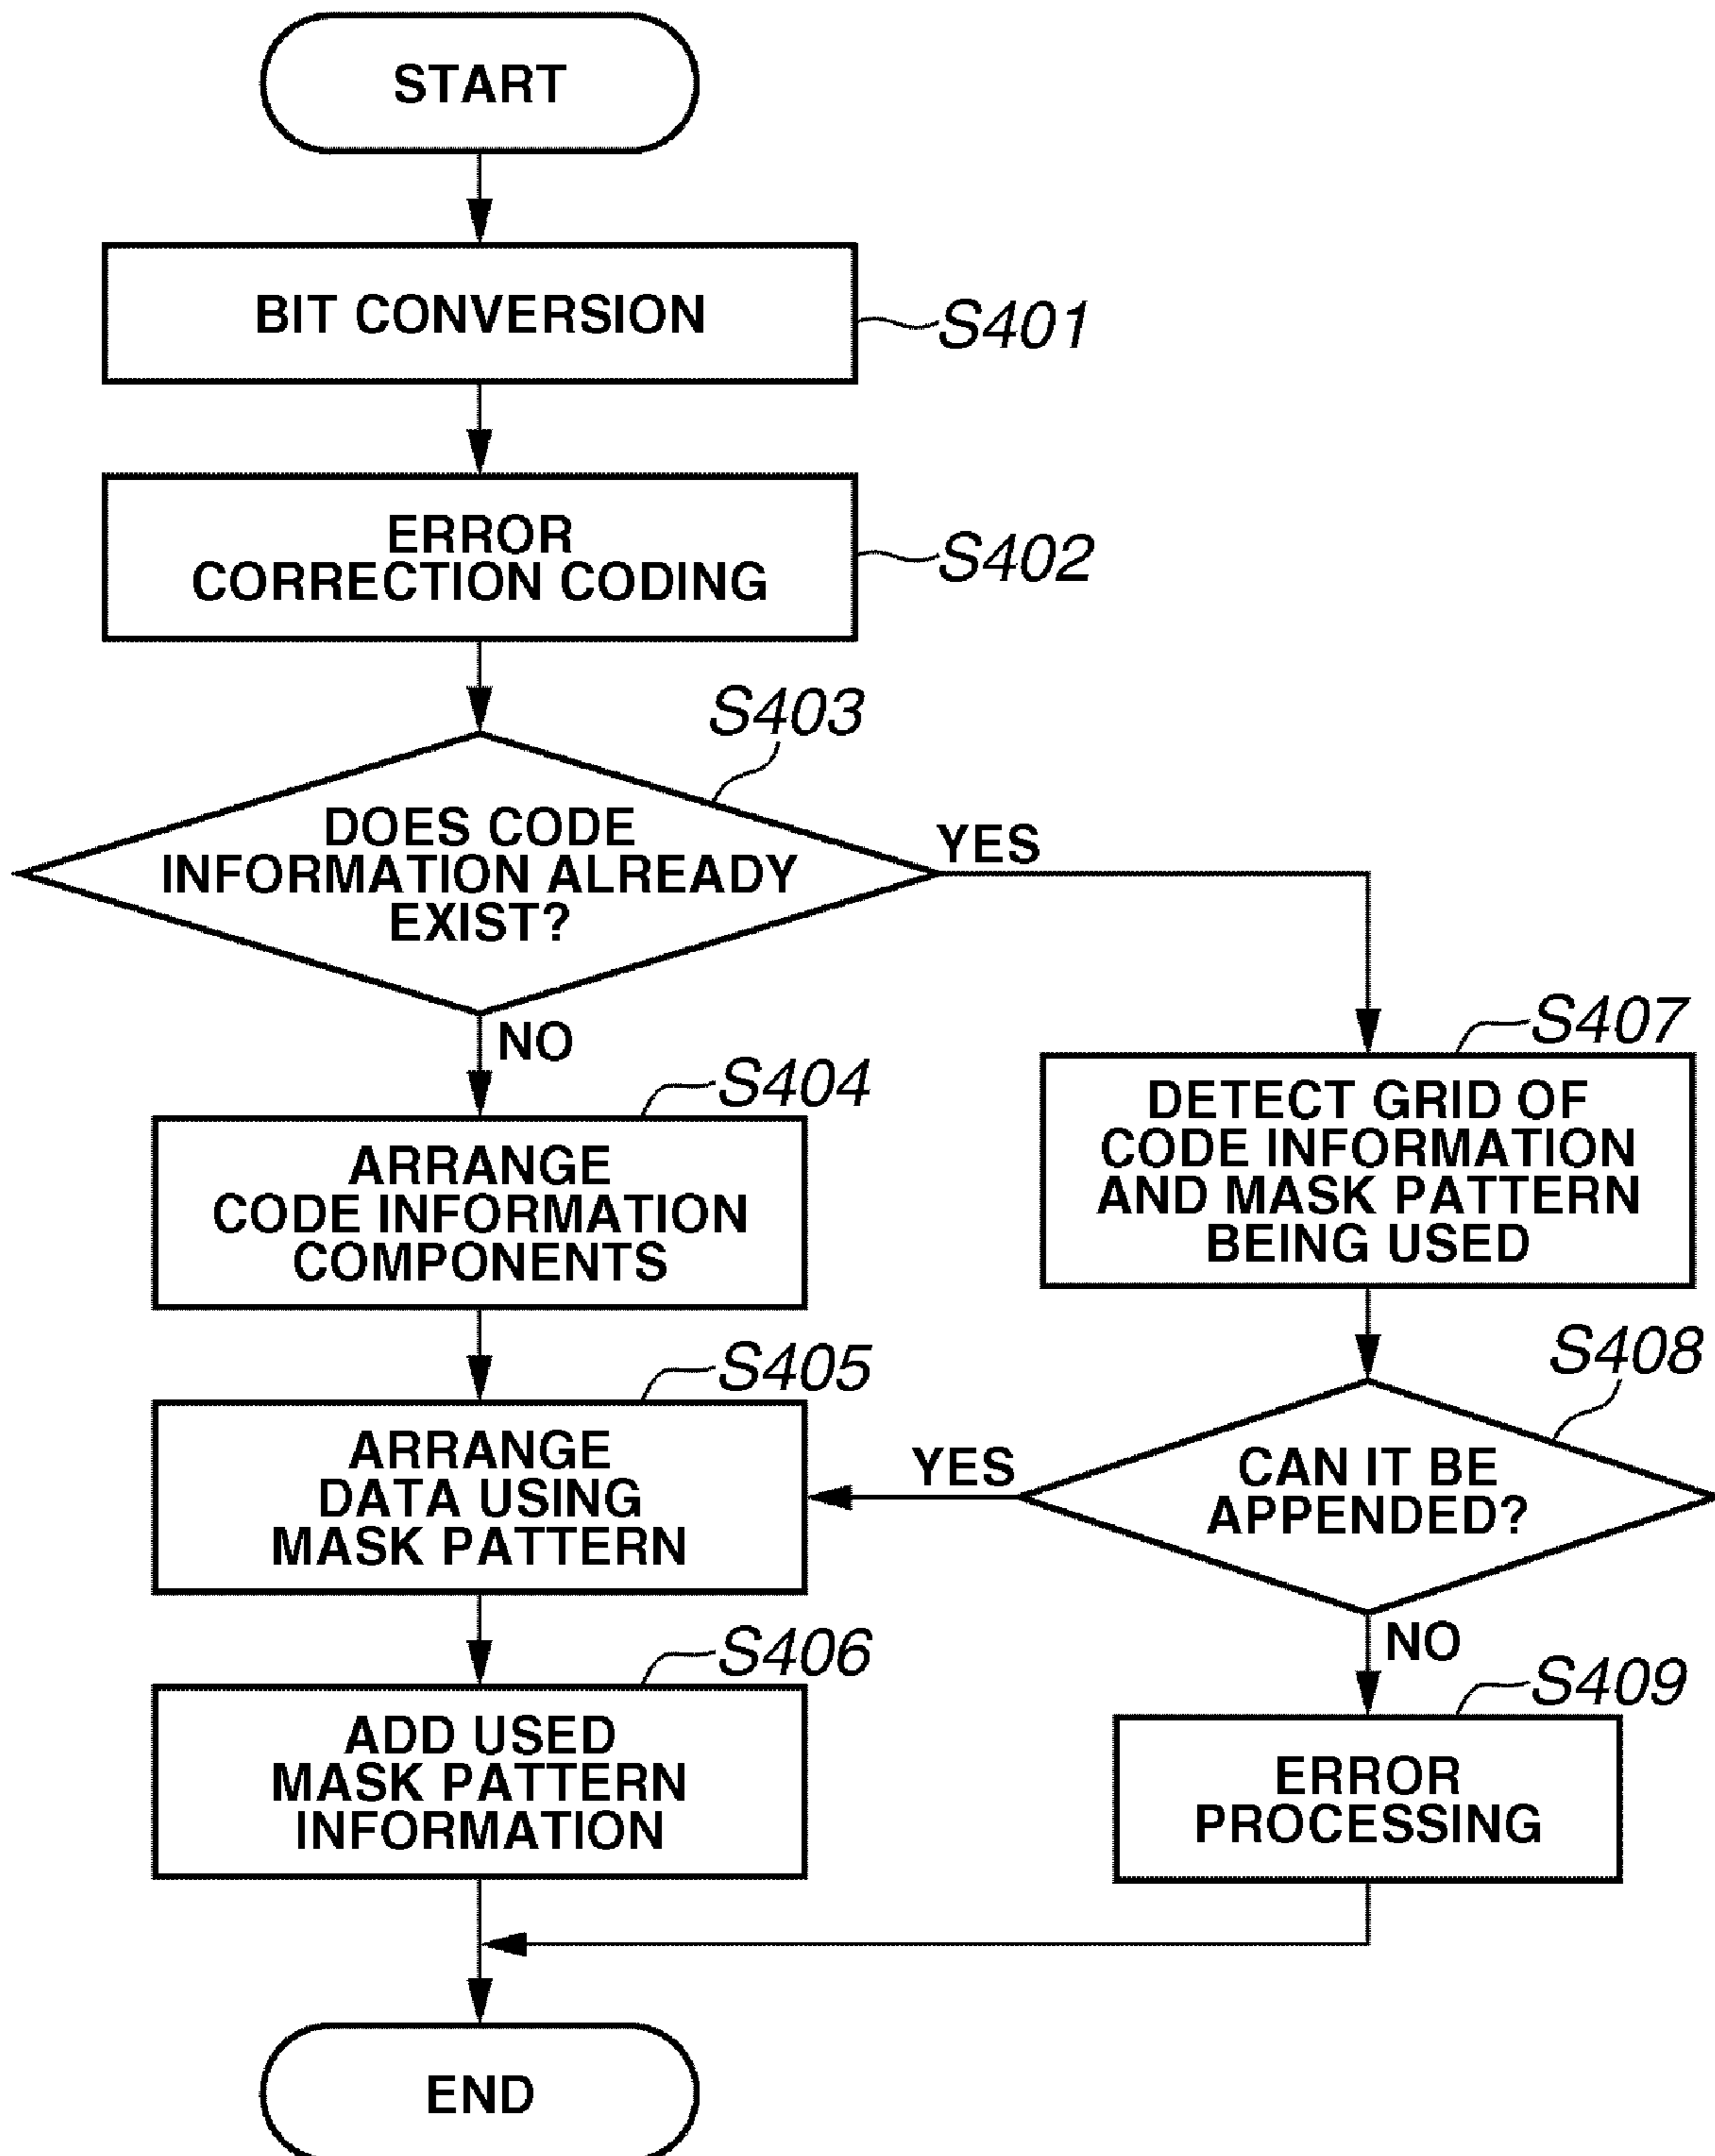 START
BIT CONVERSION
S401
ERROR
CORRECTION CODING
S402
S403
DOES CODE
INFORMATION ALREADY
EXIST?
YES
NO
S404
ARRANGE
CODE INFORMATION
COMPONENTS
S407
DETECT GRID OF
CODE INFORMATION
AND MASK PATTERN
BEING USED
S405
ARRANGE
DATA USING
MASK PATTERN
S408
CAN IT BE
APPENDED?
YES
NO
S406
ADD USED
MASK PATTERN
INFORMATION
S409
ERROR
PROCESSING
END